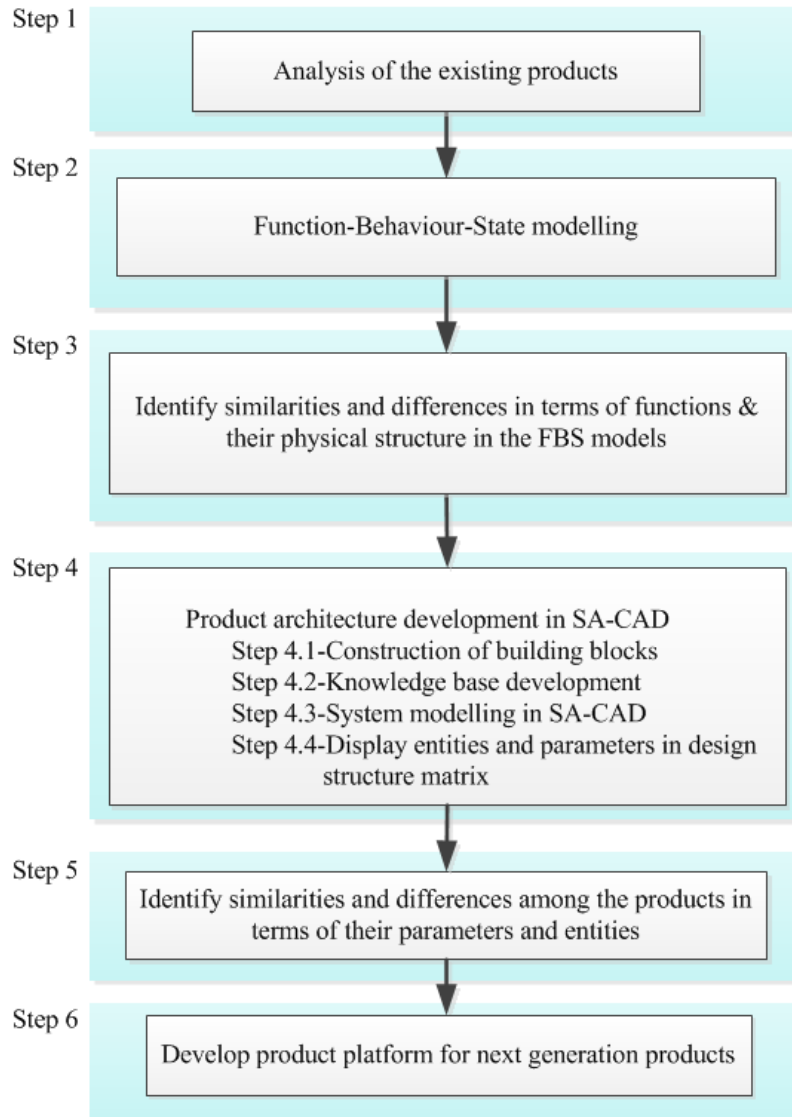 Step 1
Analysis of the existing products
Step 2
Function-Behaviour-State modelling
Step 3
Identify similarities and differences in terms of functions &
their physical structure in the FBS models
Step 4
Product architecture development in SA-CAD
Step 4.1-Construction of building blocks
Step 4.2-Knowledge base development
Step 4.3-System modelling in SA-CAD
Step 4.4-Display entities and parameters in design
structure matrix
Step 5
Identify similarities and differences among the products in
terms of their parameters and entities
Step 6
Develop product platform for next generation products